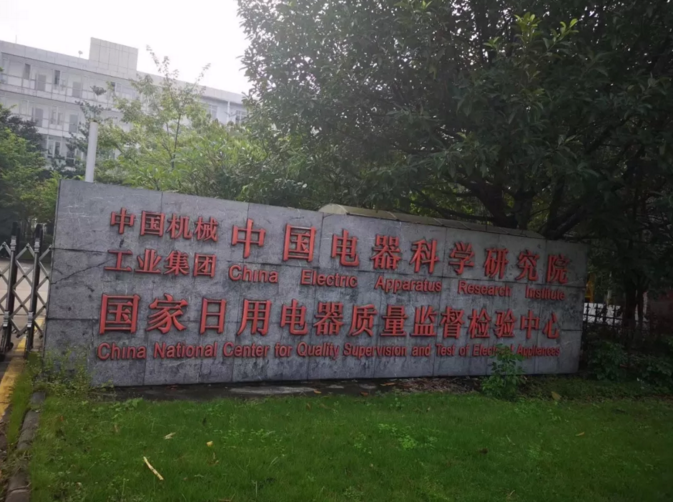 中国机械
工业集团
中国电器科学研究院
China Electric Apparatus Research Institute
国家日用电器质量监督检验中心
China National Center for Quality Supervision and Test of Electrical Appliances